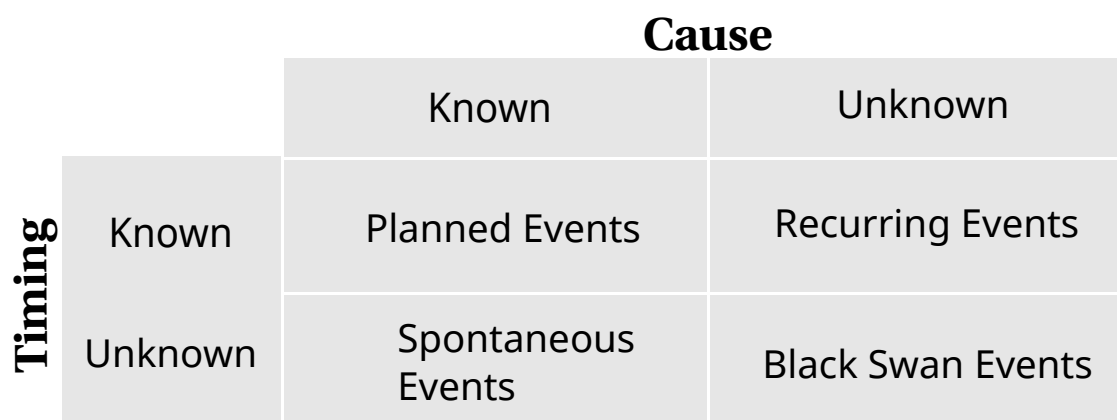 Cause
Known
Unknown
Timing
Known
Planned Events
Recurring Events
Unknown
Spontaneous
Events
Black Swan Events